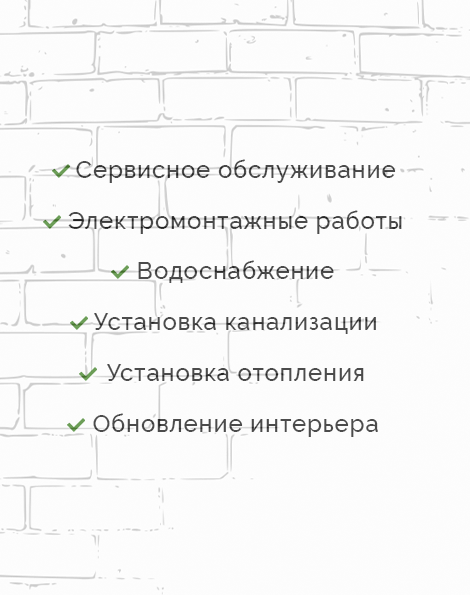 Сервисное обслуживание
Электромонтажные работы
Водоснабжение
Установка канализации
Установка отопления
Обновление интерьера